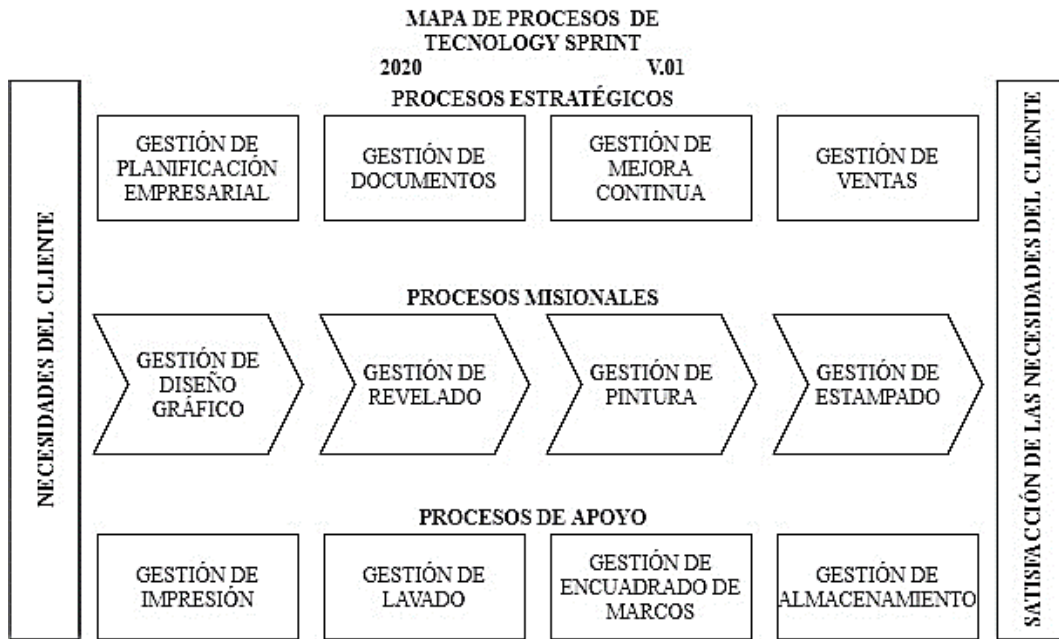 MAPA DE PROCESOS DE
TECNOLOGY SPRINT
2020 V.01
PROCESOS ESTRATÉGICOS
NECESIDADES DEL CLIENTE
GESTIÓN DE
PLANIFICACIÓN
EMPRESARIAL
GESTIÓN DE
DOCUMENTOS
GESTIÓN DE
MEJORA
CONTINUA
GESTIÓN DE
VENTAS
PROCESOS MISIONALES
GESTIÓN DE
DISEÑO
GRÁFICO
GESTIÓN DE
REVELADO
GESTIÓN DE
PINTURA
GESTIÓN DE
ESTAMPADO
PROCESOS DE APOYO
GESTIÓN DE
IMPRESIÓN
GESTIÓN DE
LAVADO
GESTIÓN DE
ENCUADRADO DE
MARCOS
GESTIÓN DE
ALMACENAMIENTO
SATISFACCIÓN DE LAS NECESIDADES DEL CLIENTE